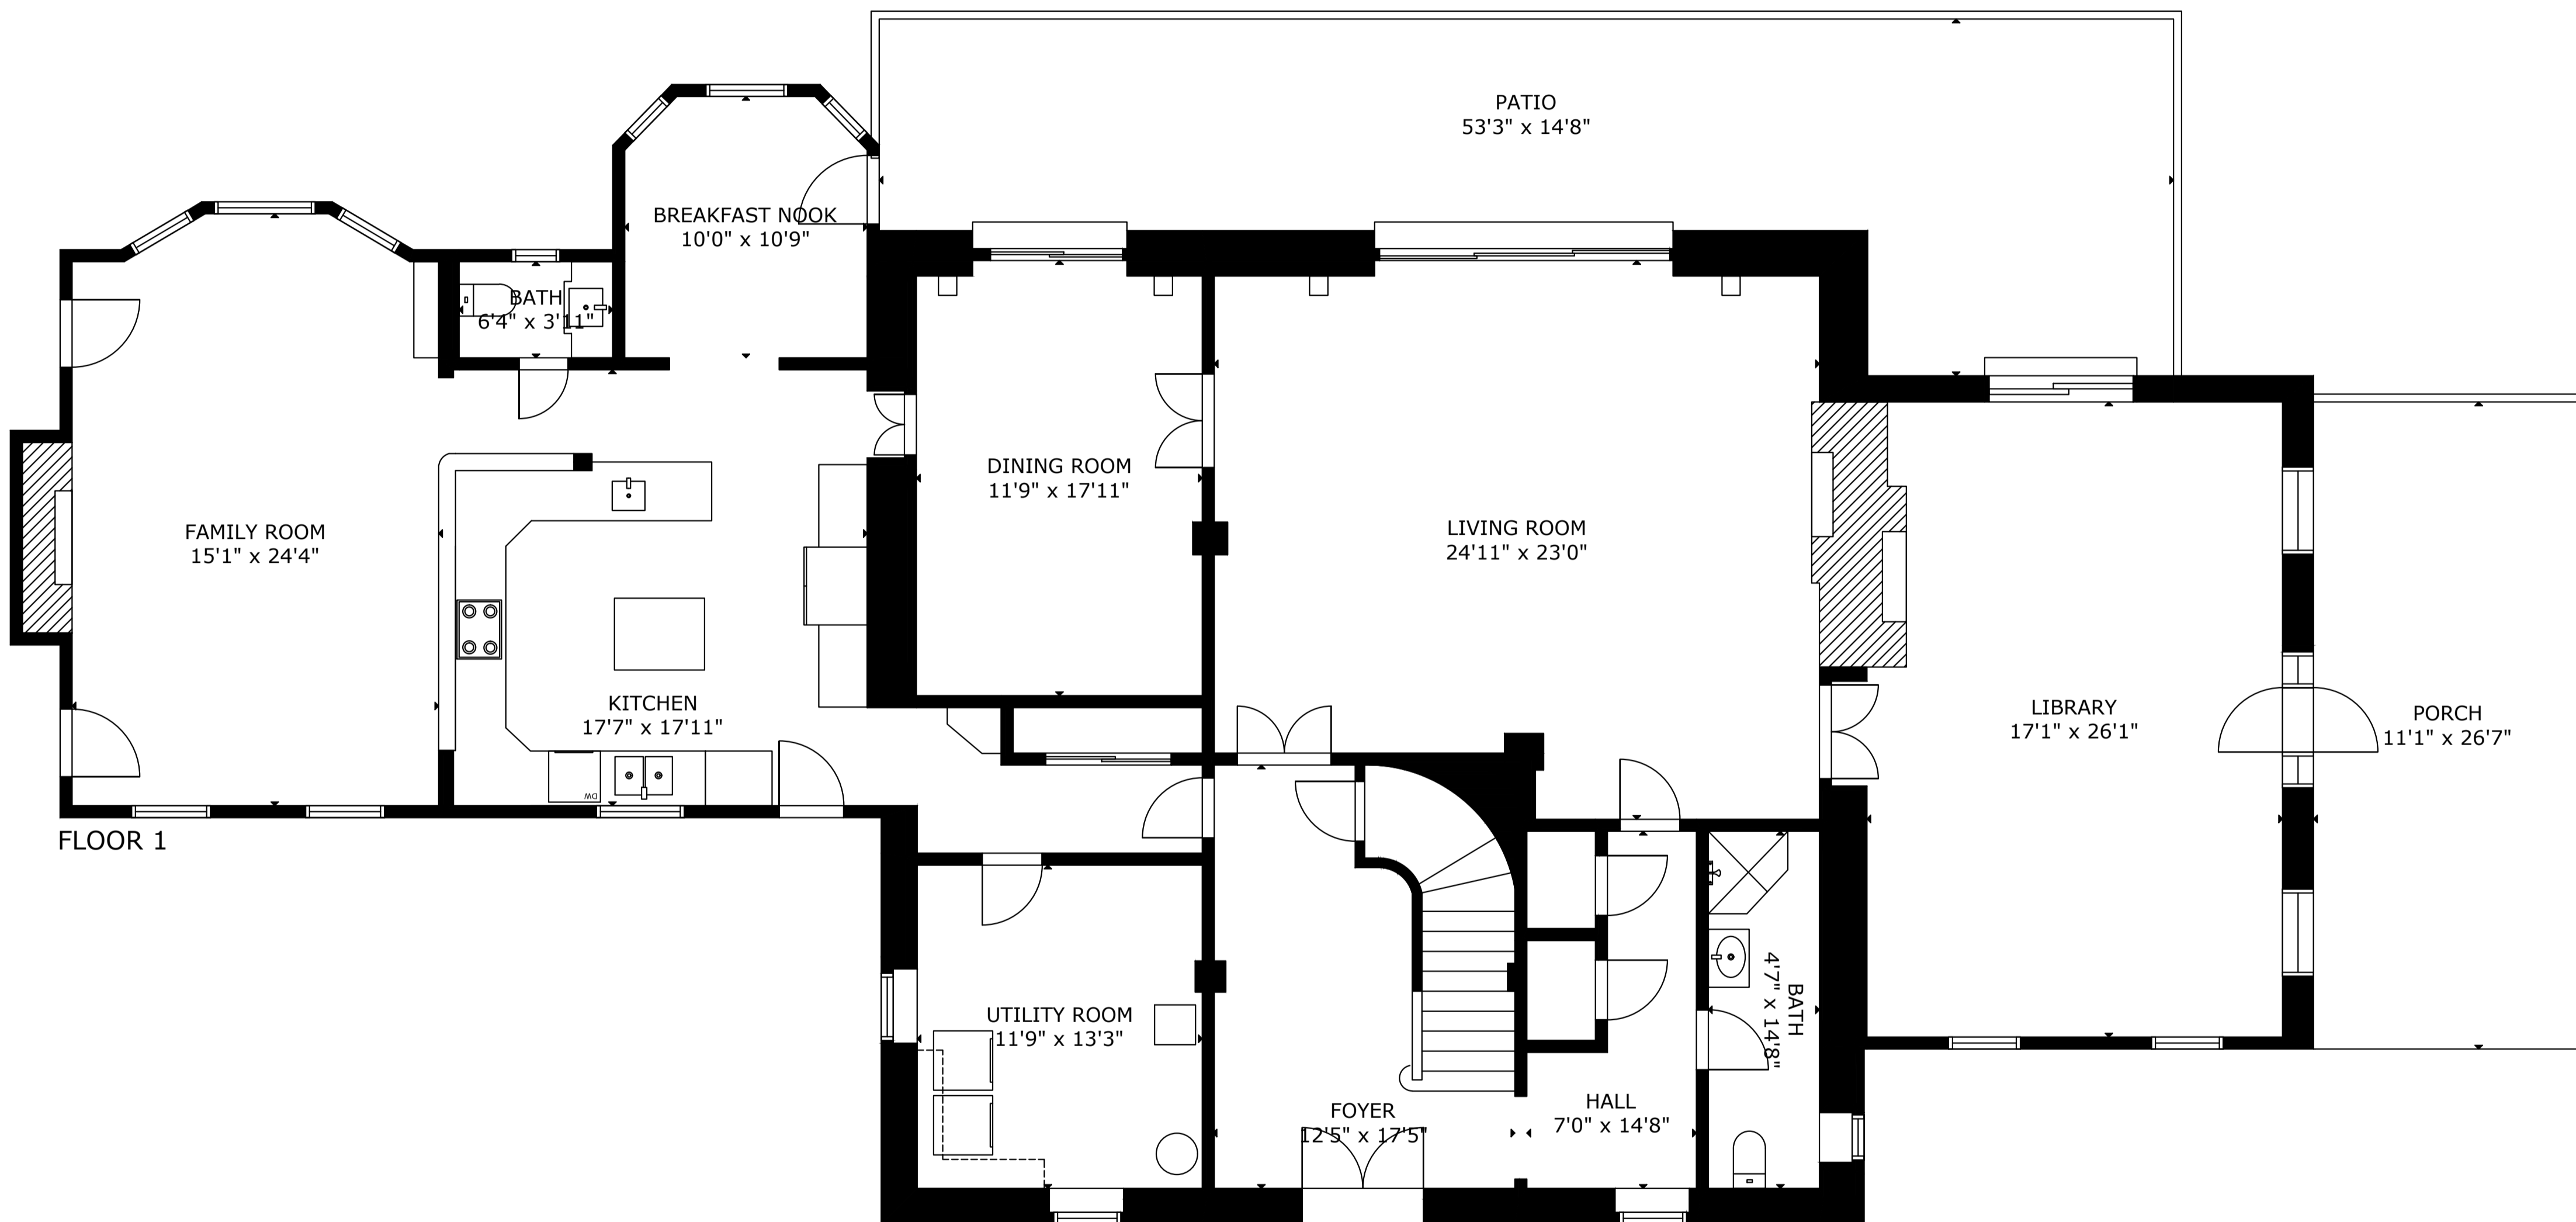 PATIO
53'3" x 14'8"
BREAKFAST NOOK
10'0" x 10'9"
BATH
6'4" x 3'11"
DINING ROOM
11'9" x 17'11"
FAMILY ROOM
15'1" x 24'4"
LIVING ROOM
24'11" x 23'0"
KITCHEN
17'7" x 17'11"
LIBRARY
17'1" x 26'1"
PORCH
11'1" x 26'7"
DW
FLOOR 1
UTILITY ROOM
11'9" x 13'3"
BATH
4'7" x 14'8"
FOYER
12'5" x 17'5"
HALL
7'0" x 14'8"